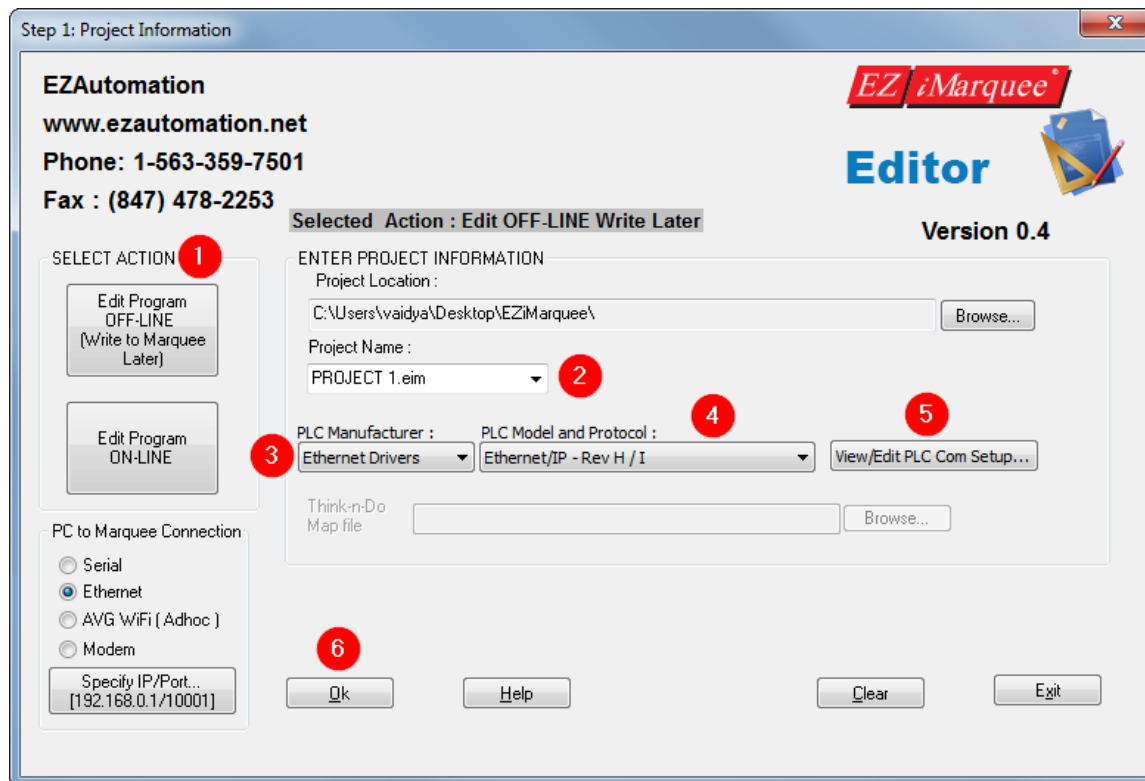 Step 1: Project Information
EZAutomation
www.ezautomation.net
Phone: 1-563-359-7501
Fax : (847) 478-2253
EZ iMarquee®
Editor
Version 0.4
Selected Action : Edit OFF-LINE Write Later
SELECT ACTION
1
Edit Program
OFF-LINE
(Write to Marquee
Later)
Edit Program
ON-LINE
PC to Marquee Connection
Serial
Ethernet
AVG WiFi ( Adhoc )
Modem
Specify IP/Port...
[192.168.0.1/10001]
ENTER PROJECT INFORMATION
Project Location :
C:\Users\vaidya\Desktop\EZiMarquee\
Browse...
Project Name :
PROJECT 1.eim
2
3
PLC Manufacturer :
Ethernet Drivers
4
PLC Model and Protocol :
Ethernet/IP - Rev H / I
5
View/Edit PLC Com Setup...
Think-n-Do
Map file
Browse...
6
Ok
Help
Clear
Exit